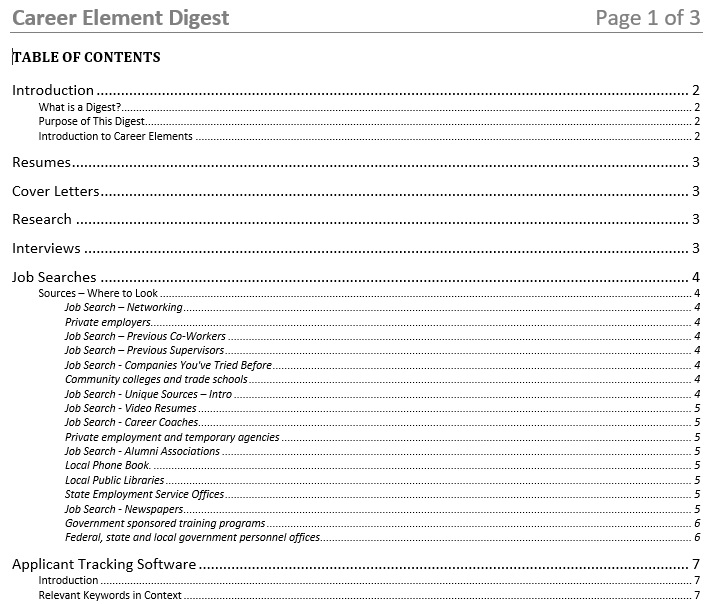 Career Element Digest Page 1 of 3
TABLE OF CONTENTS
Introduction ........ 2
What is a Digest?........ 2
Purpose of This Digest........ 2
Introduction to Career Elements ........ 2
Resumes........ 3
Cover Letters........ 3
Research ........ 3
Interviews ........ 3
Job Searches ........ 4
Sources – Where to Look ........ 4
Job Search – Networking........ 4
Private employers........ 4
Job Search – Previous Co-Workers ........ 4
Job Search – Previous Supervisors ........ 4
Job Search - Companies You've Tried Before........ 4
Community colleges and trade schools........ 4
Job Search - Unique Sources – Intro ........ 4
Job Search - Video Resumes ........ 5
Job Search - Career Coaches........ 5
Private employment and temporary agencies ........ 5
Job Search - Alumni Associations ........ 5
Local Phone Book. ........ 5
Local Public Libraries ........ 5
State Employment Service Offices........ 5
Job Search - Newspapers........ 5
Government sponsored training programs ........ 6
Federal, state and local government personnel offices........ 6
Applicant Tracking Software ........ 7
Introduction ........ 7
Relevant Keywords in Context ........ 7